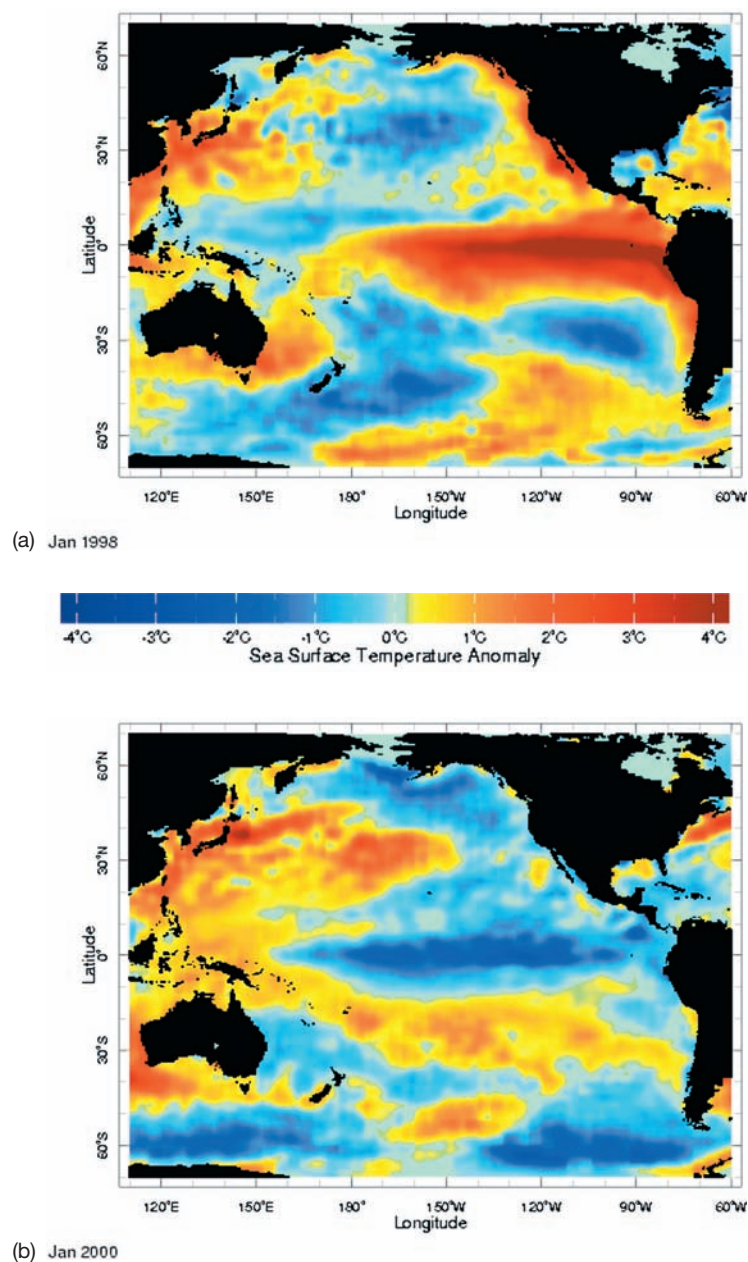 60°N
30°N
0°
30°S
60°S
Latitude
120°E 150°E 180° 150°W 120°W 90°W 60°W
Longitude
(a) Jan 1998
-4°C -3°C -2°C -1°C 0°C 1°C 2°C 3°C 4°C
Sea Surface Temperature Anomaly
60°N
30°N
0°
30°S
60°S
Latitude
120°E 150°E 180° 150°W 120°W 90°W 60°W
Longitude
(b) Jan 2000